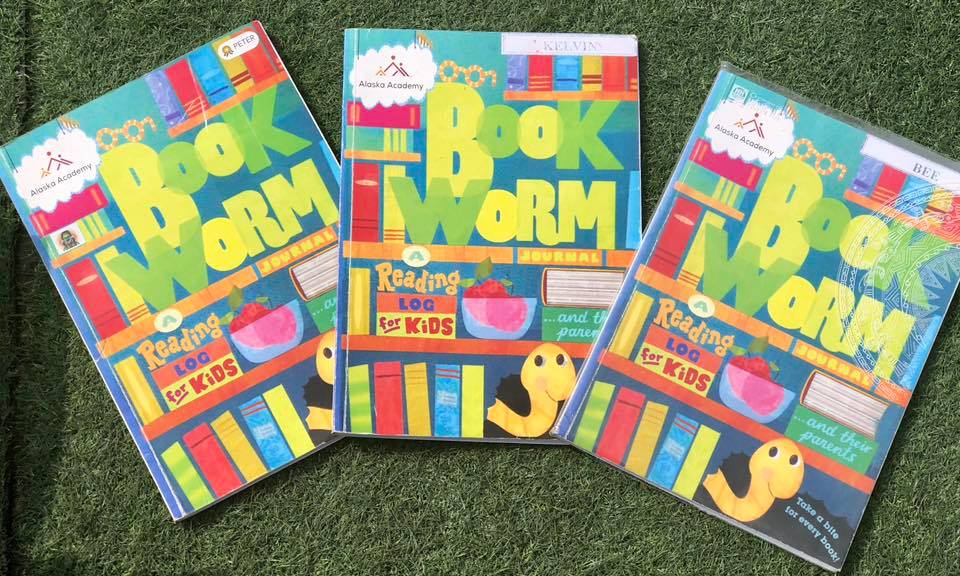 PETER
Alaska Academy
BOOK
WORM
A
JOURNAL
Reading
LOG
for KiDS
KELVIN
Alaska Academy
BOOK
WORM
A
JOURNAL
Reading
LOG
for KiDS
...and th
parent
BEE
Alaska Academy
BOOK
WORM
A
JOURNAL
Reading
LOG
for KiDS
...and their
parents
Take a bite
for every book!